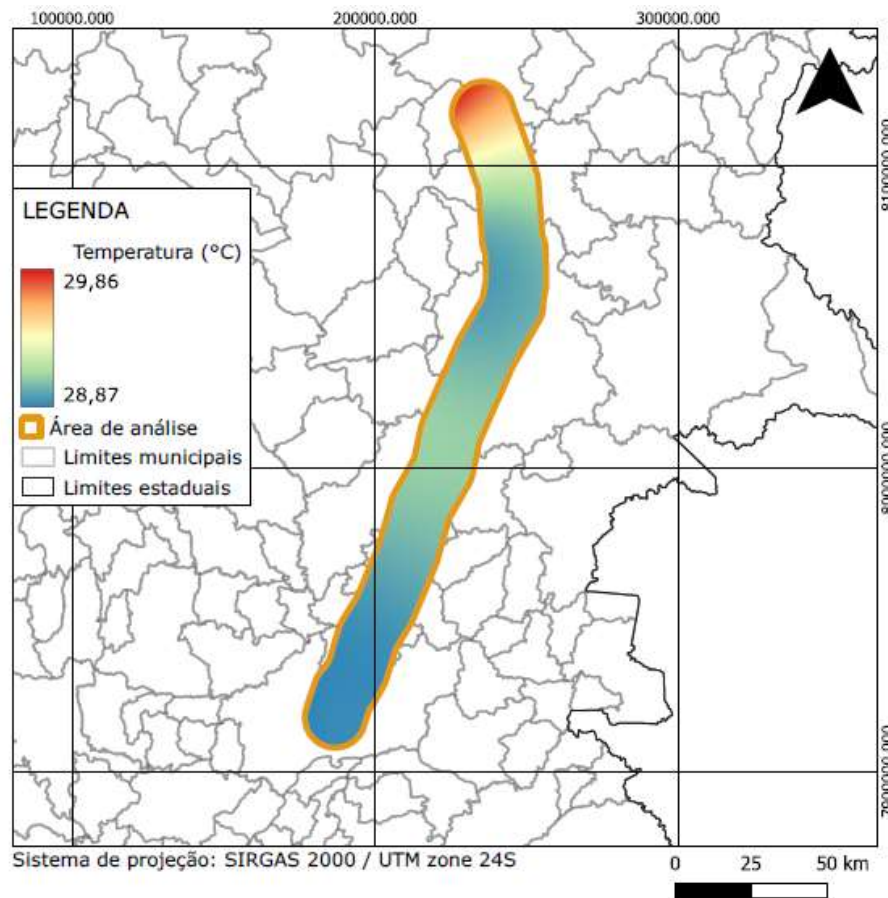 100000.000 200000.000 300000.000
8100000.000
LEGENDA
Temperatura (°C)
29,86
28,87
Área de análise
Limites municipais
Limites estaduais
8000000.000
7900000.000
Sistema de projeção: SIRGAS 2000 / UTM zone 24S
0 25 50 km